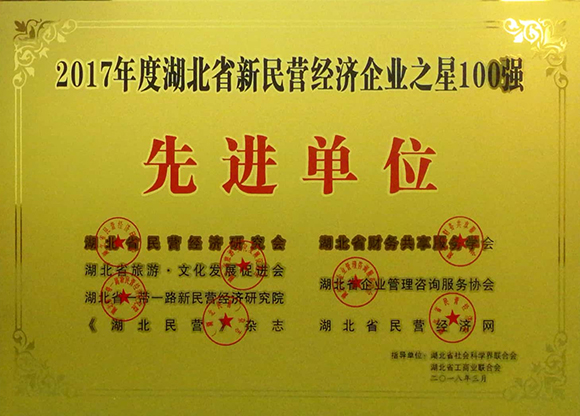 2017年度湖北省新民营经济企业之星100强
先进单位
湖北省民营经济研究会
湖北省财务共享服务学会
湖北省旅游·文化发展促进会
湖北省企业管理咨询服务协会
湖北省一带一路新民营经济研究院
《湖北民营 杂志
湖北省民营经济网
指导单位：湖北省社会科学界联合会
湖北省工商业联合会
二〇一八年三月